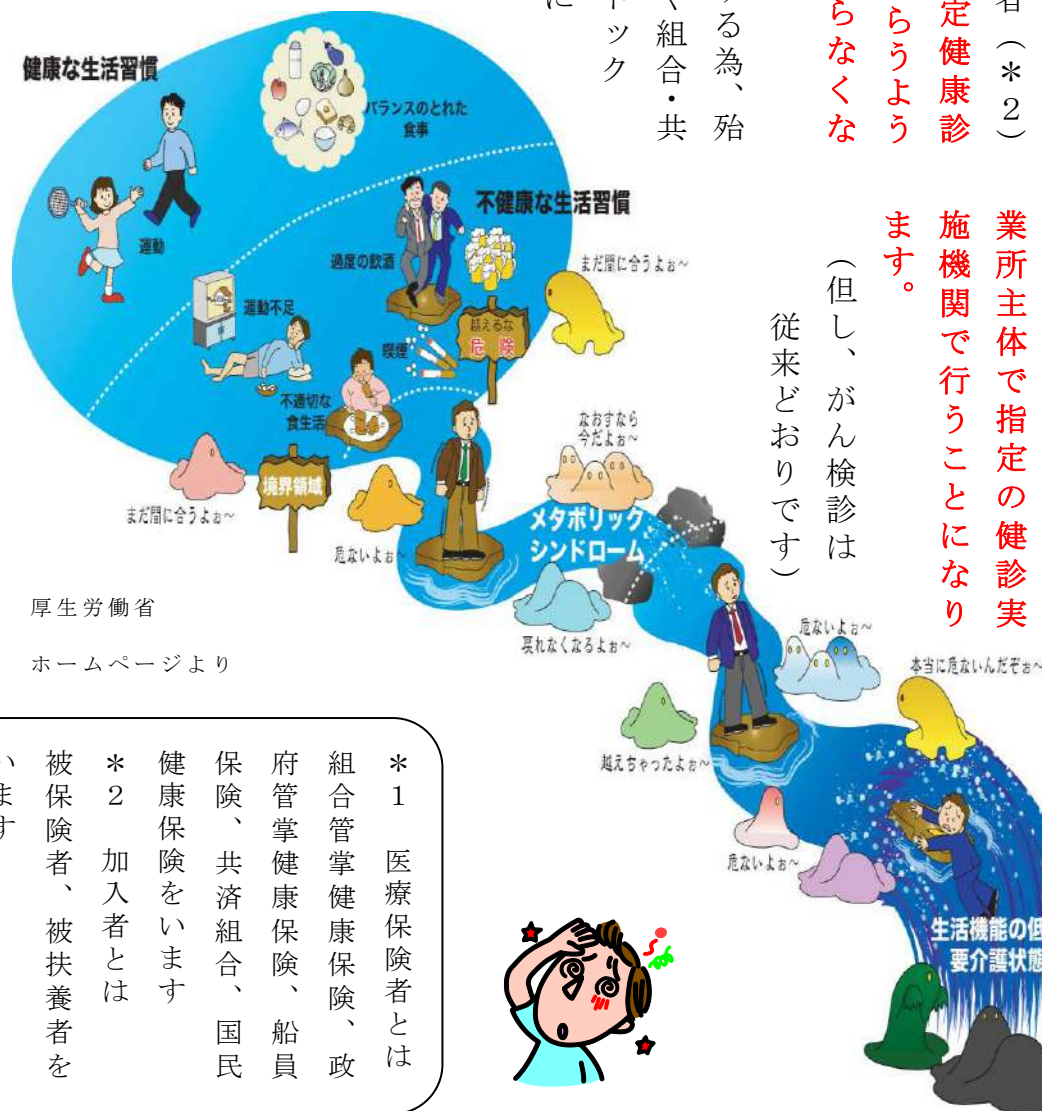 者（＊２）
定健康診
らうよう
らなくな
する為、殆
く組合・共
ドック
に
業所主体で指定の健診実
施機関で行うことになり
ます。
（但し、がん検診は
従来どおりです）
健康な生活習慣
バランスのとれた
食事
運動
不健康な生活習慣
過度の飲酒
まだ間に合うよぉ～
運動不足
越えるな
危険
喫煙
不適切な
食生活
なおすなら
今だよぉ～
境界領域
まだ間に合うよぉ～
危ないよぉ～
メタボリック
シンドローム
戻れなくなるよぉ～
危ないよぉ～
本当に危ないんだぞぉ～
越えちゃったよぉ～
危ないよぉ～
生活機能の低
要介護状態
厚生労働省
ホームページより
＊１　医療保険者とは
組合管掌健康保険、政
府管掌健康保険、船員
保険、共済組合、国民
健康保険をいます
＊２　加入者とは
被保険者、被扶養者を
います